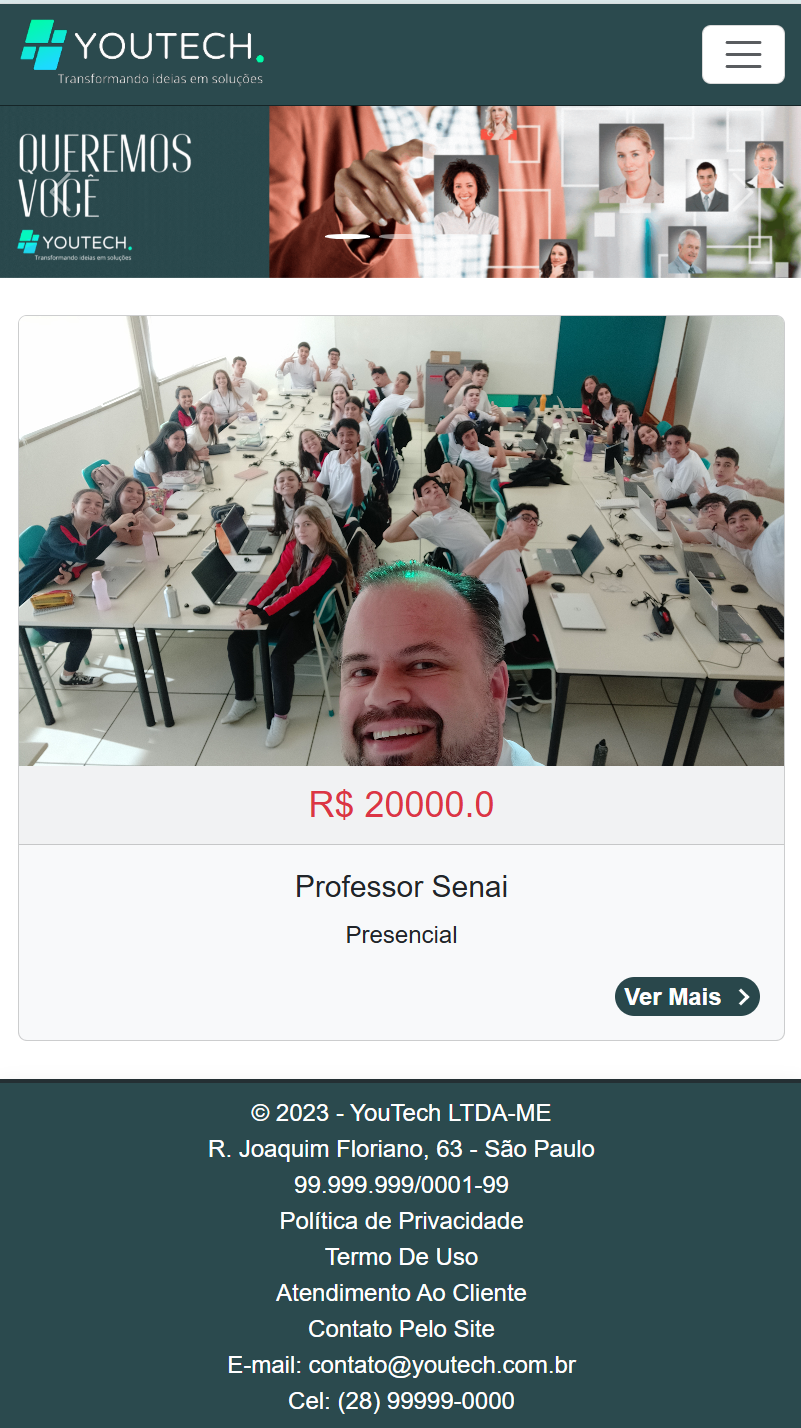 YOUTECH.
Transformando ideias em soluções
QUEREMOS
VOCÊ
YOUTECH.
Transformando ideias em soluções
R$ 20000.0
Professor Senai
Presencial
Ver Mais
© 2023 - YouTech LTDA-ME
R. Joaquim Floriano, 63 - São Paulo
99.999.999/0001-99
Política de Privacidade
Termo De Uso
Atendimento Ao Cliente
Contato Pelo Site
E-mail: contato@youtech.com.br
Cel: (28) 99999-0000